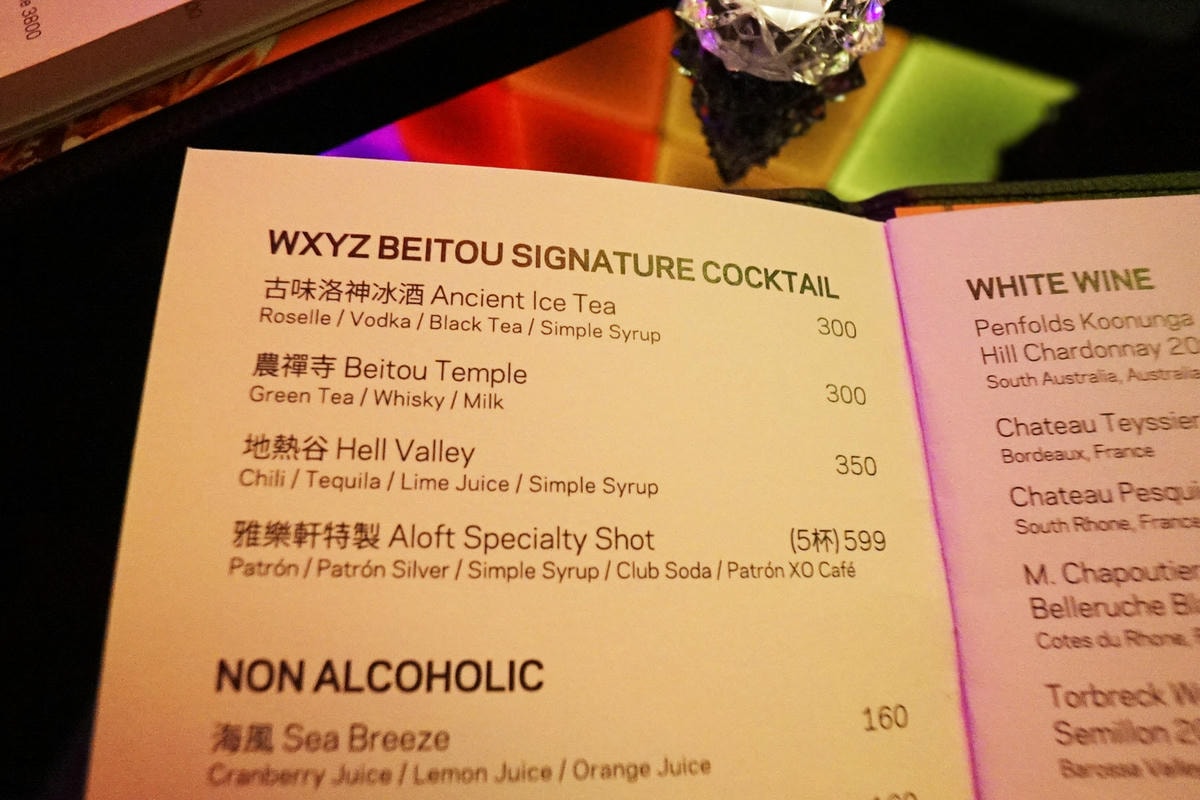 3800
WXYZ BEITOU SIGNATURE COCKTAIL
古味洛神冰酒 Ancient Ice Tea 300
Roselle / Vodka / Black Tea / Simple Syrup
農禪寺 Beitou Temple 300
Green Tea / Whisky / Milk
地熱谷 Hell Valley 350
Chili / Tequila / Lime Juice / Simple Syrup
雅樂軒特製 Aloft Specialty Shot (5杯) 599
Patrón / Patrón Silver / Simple Syrup / Club Soda / Patrón XO Café
NON ALCOHOLIC
海風 Sea Breeze 160
Cranberry Juice / Lemon Juice / Orange Juice
WHITE WINE
Penfolds Koonunga
Hill Chardonnay
South Australia, Australia
Chateau Teyssier
Bordeaux, France
Chateau
South Rhone,
M. Chapoutier
Belleruche
Cotes du Rhone,
Torbreck
Semillon
Barossa